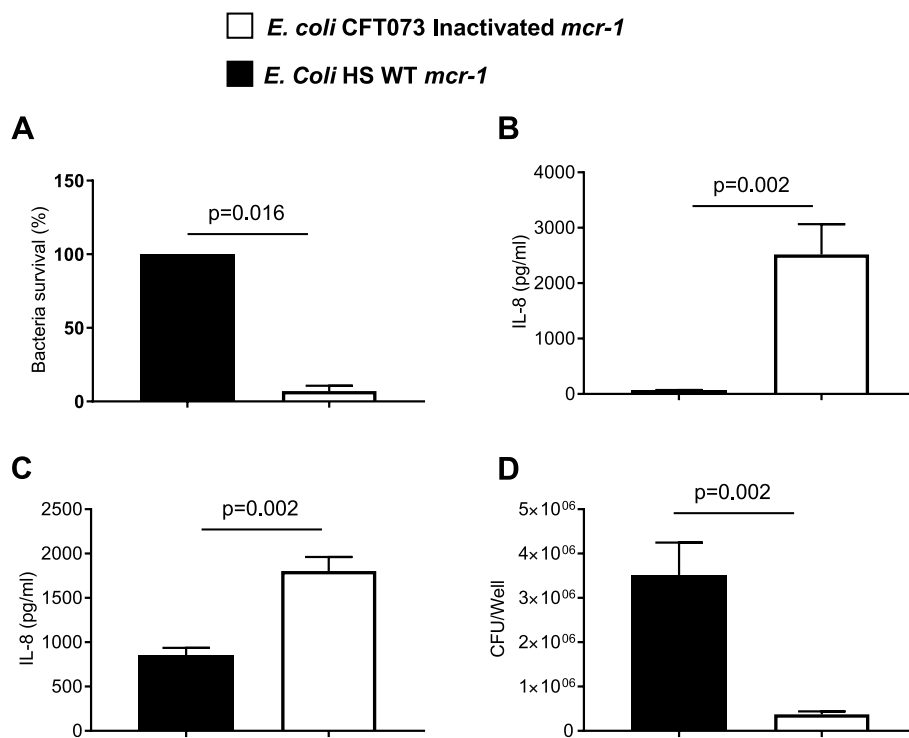 E. coli CFT073 Inactivated mcr-1
E. Coli HS WT mcr-1
A
Bacteria survival (%)
150
100
50
0
p=0.016
B
IL-8 (pg/ml)
4000
3000
2000
1000
0
p=0.002
C
IL-8 (pg/ml)
2500
2000
1500
1000
500
0
p=0.002
D
CFU/Well
5×10⁰⁶
4×10⁰⁶
3×10⁰⁶
2×10⁰⁶
1×10⁰⁶
0
p=0.002